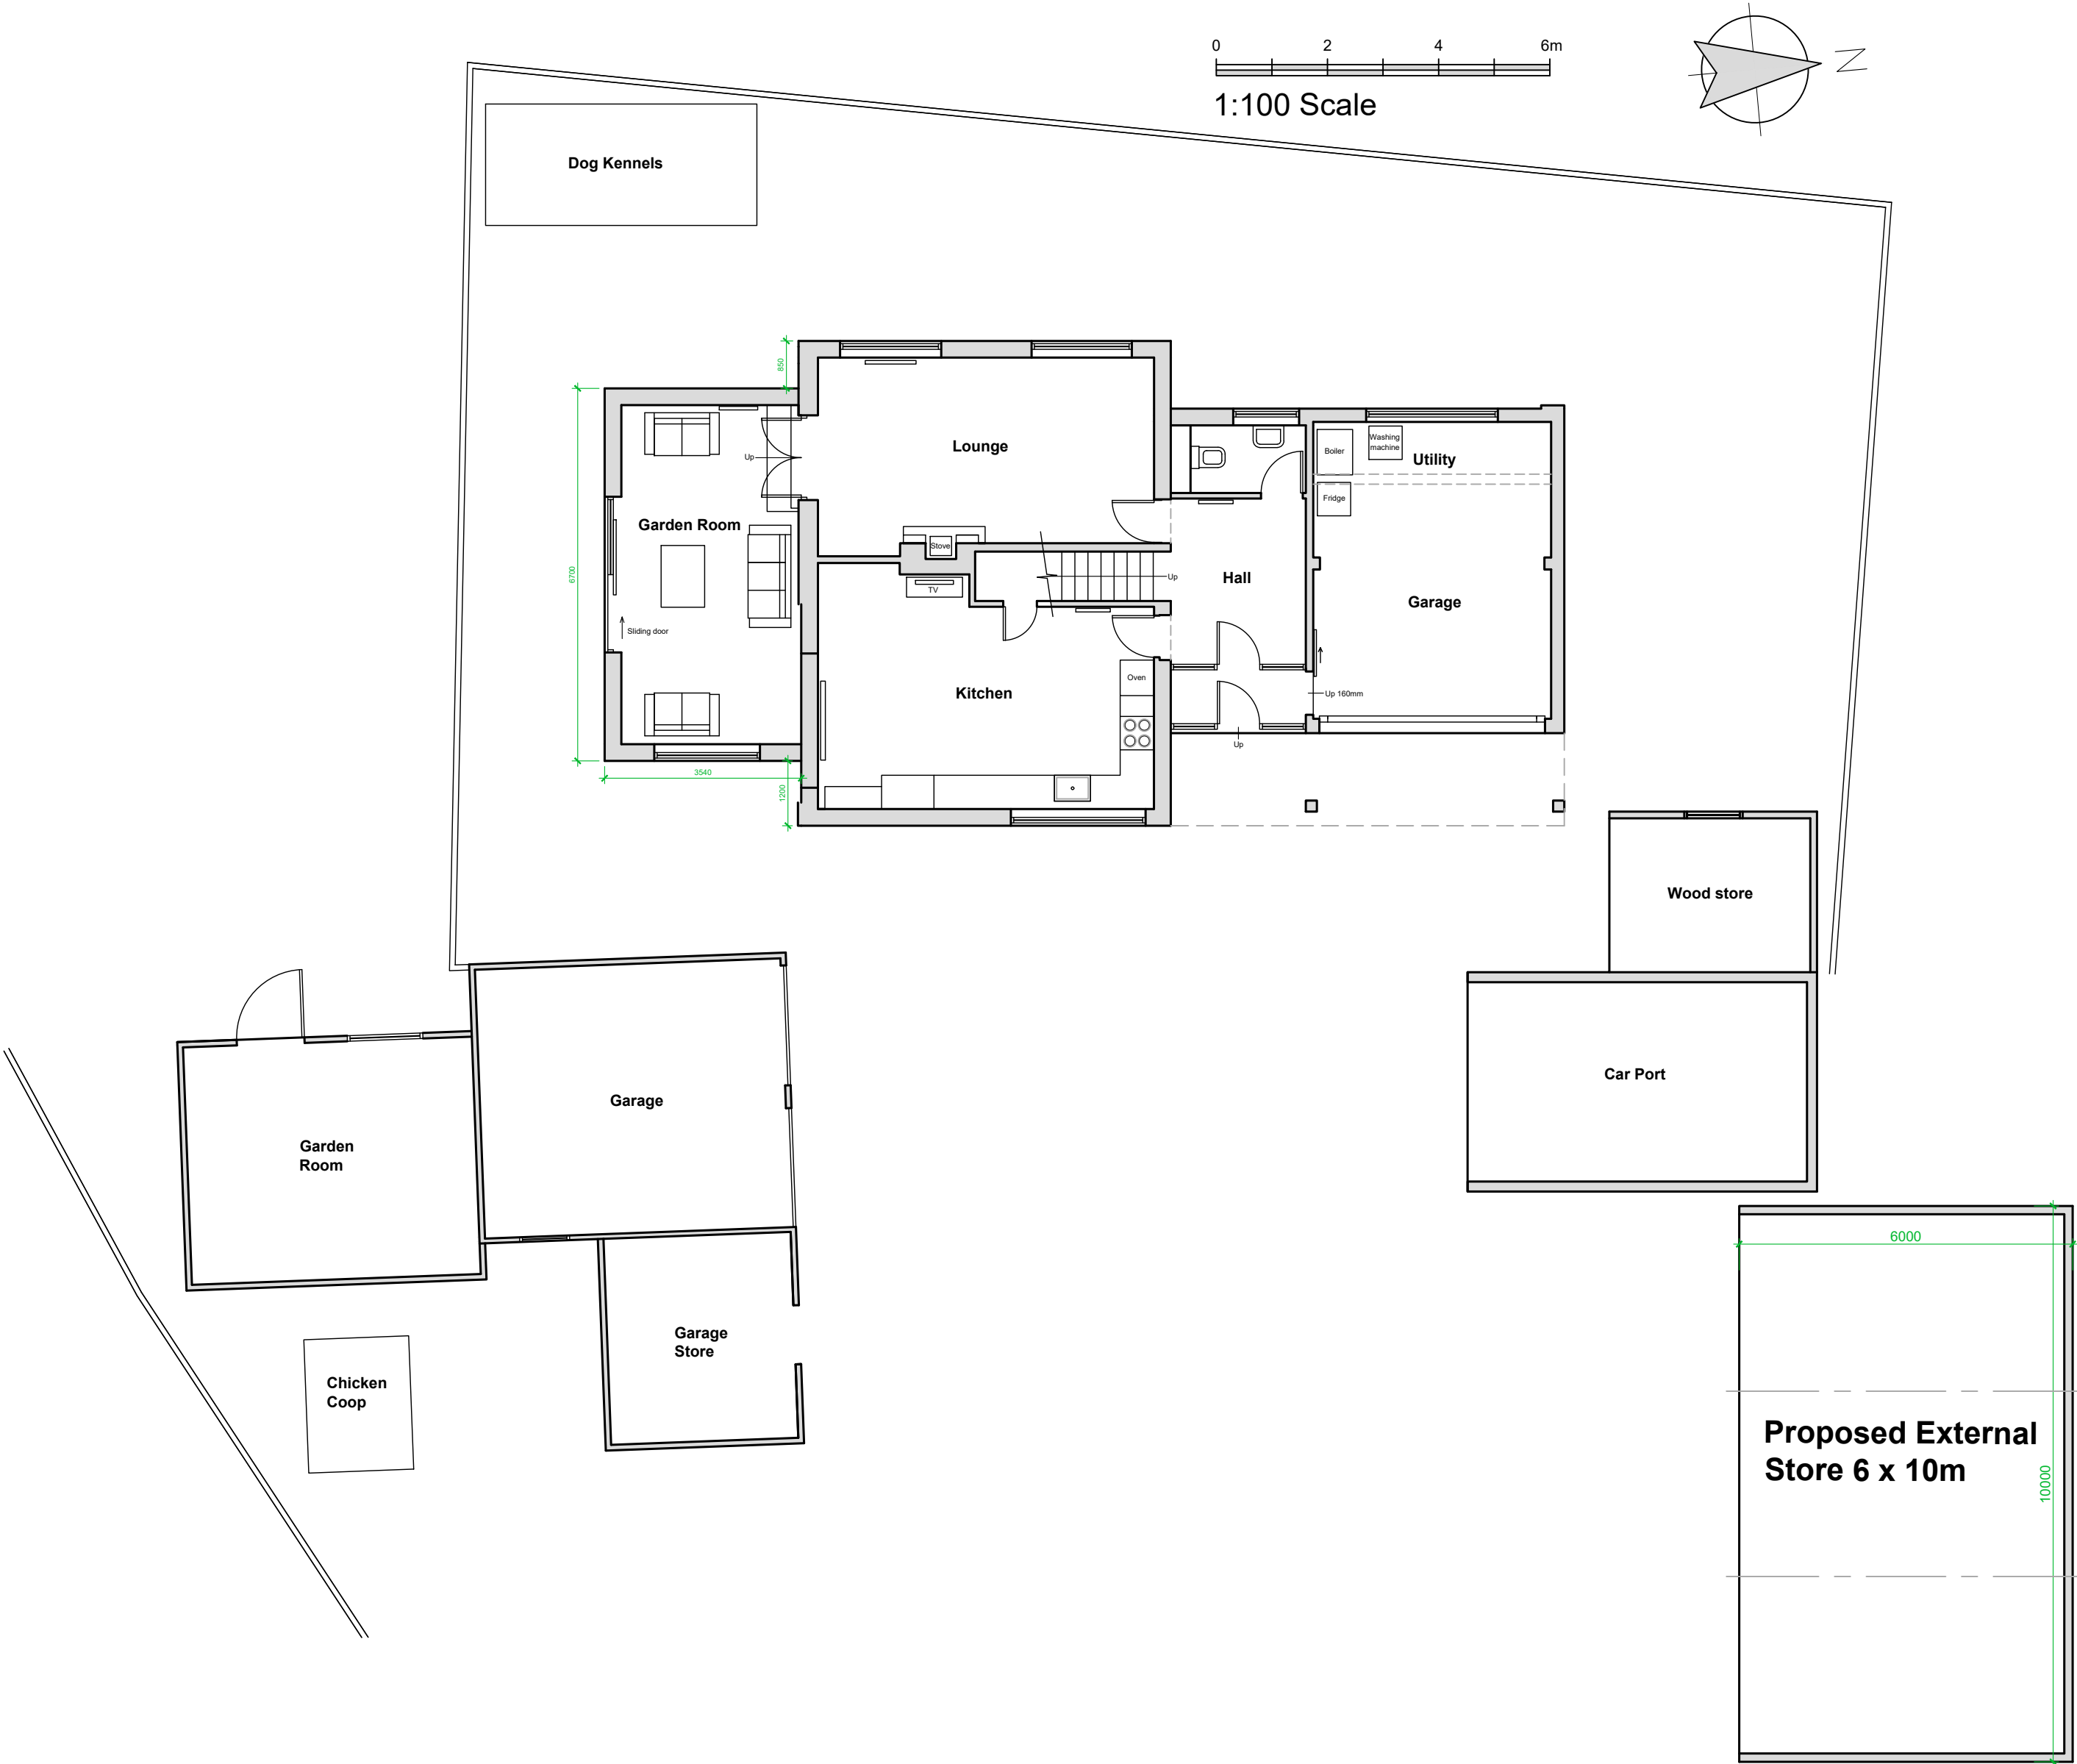 0 2 4 6m
1:100 Scale
N
Dog Kennels
850
Lounge
Up
Garden Room
6700
Sliding door
3540
1200
Stove
TV
Up
Kitchen
Oven
Hall
Boiler
Washing
machine
Utility
Fridge
Garage
Up 160mm
Up
Wood store
Car Port
Garage
Garden
Room
Garage
Store
Chicken
Coop
6000
Proposed External
Store 6 x 10m
10000